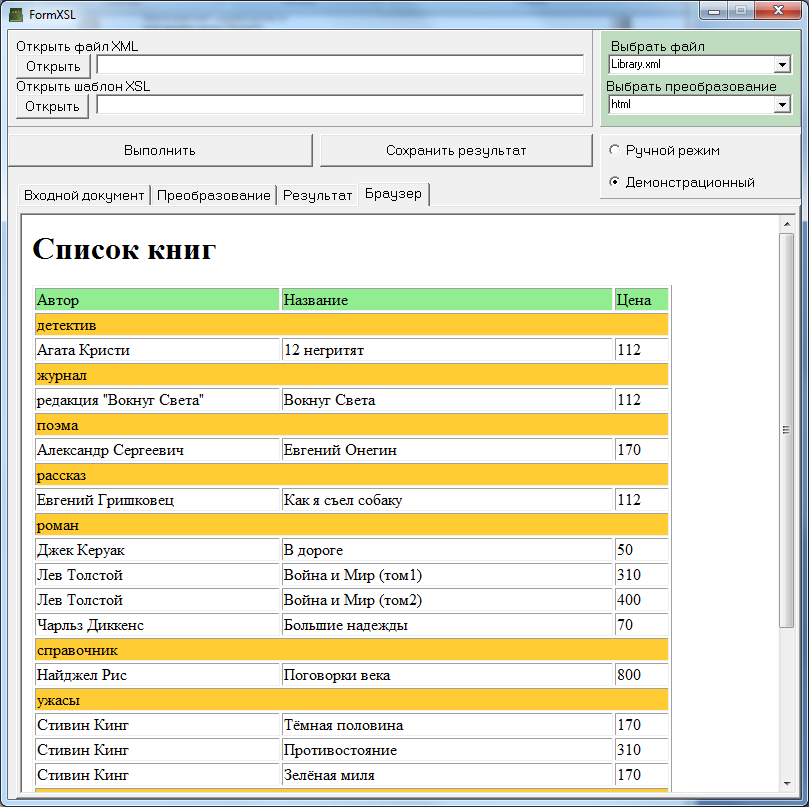 FormXSL
Открыть файл XML
Открыть
Открыть шаблон XSL
Открыть
Выбрать файл
Library.xml
Выбрать преобразование
html
Выполнить
Сохранить результат
Ручной режим
Демонстрационный
Входной документ Преобразование Результат Браузер
Список книг
Автор Название Цена
детектив
Агата Кристи 12 негритят 112
журнал
редакция "Вокнуг Света" Вокнуг Света 112
поэма
Александр Сергеевич Евгений Онегин 170
рассказ
Евгений Гришковец Как я съел собаку 112
роман
Джек Керуак В дороге 50
Лев Толстой Война и Мир (том1) 310
Лев Толстой Война и Мир (том2) 400
Чарльз Диккенс Большие надежды 70
справочник
Найджел Рис Поговорки века 800
ужасы
Стивин Кинг Тёмная половина 170
Стивин Кинг Противостояние 310
Стивин Кинг Зелёная миля 170